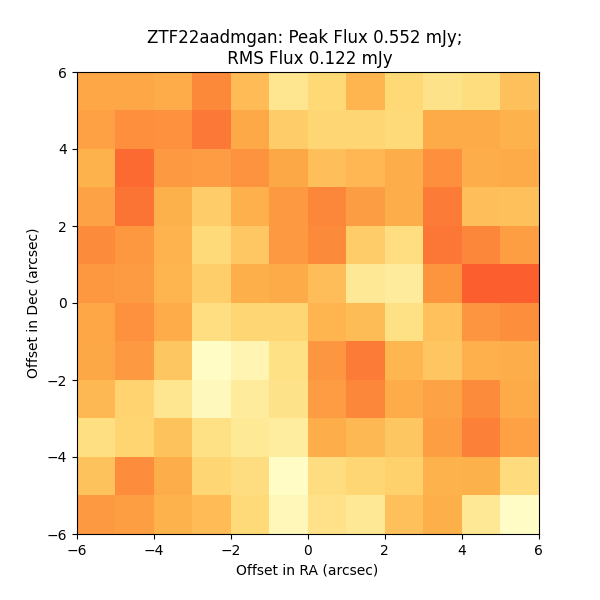 ZTF22aadmgan: Peak Flux 0.552 mJy;
RMS Flux 0.122 mJy
6
4
2
0
−2
−4
−6
Offset in Dec (arcsec)
−6 −4 −2 0 2 4 6
Offset in RA (arcsec)